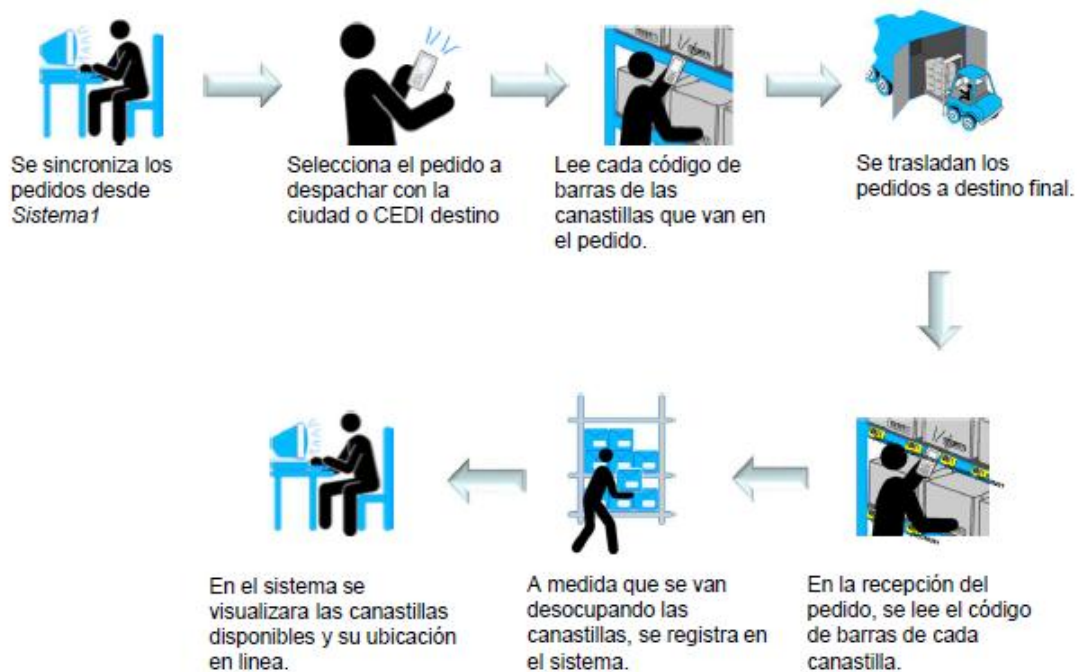 Se sincroniza los
pedidos desde
Sistema1
Selecciona el pedido a
despachar con la
ciudad o CEDI destino
Lee cada código de
barras de las
canastillas que van en
el pedido.
Se trasladan los
pedidos a destino final.
En la recepción del
pedido, se lee el código
de barras de cada
canastilla.
A medida que se van
desocupando las
canastillas, se registra en
el sistema.
En el sistema se
visualizara las canastillas
disponibles y su ubicación
en linea.